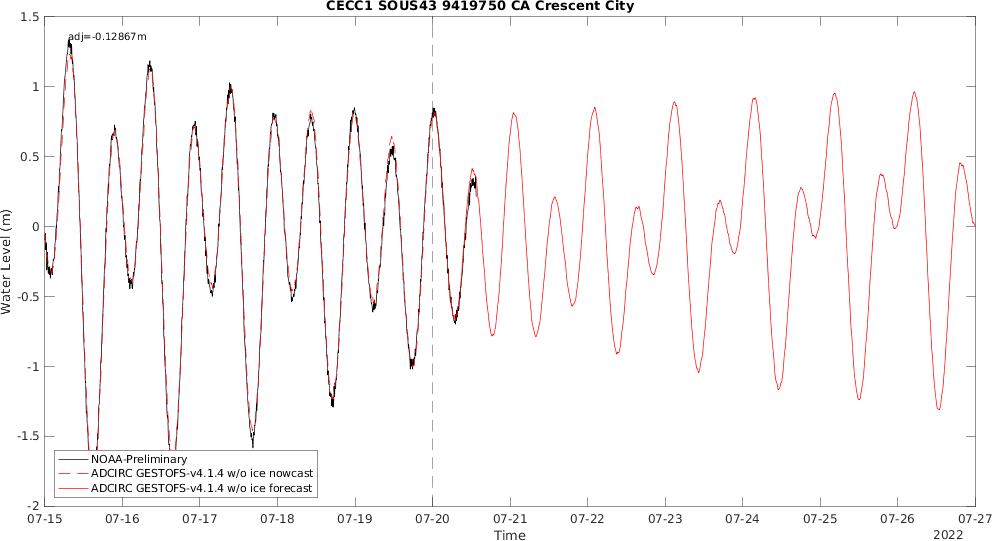 CECC1 SOUS43 9419750 CA Crescent City
adj=-0.12867m
1.5
1
0.5
0
-0.5
-1
-1.5
-2
Water Level (m)
NOAA-Preliminary
ADCIRC GESTOFS-v4.1.4 w/o ice nowcast
ADCIRC GESTOFS-v4.1.4 w/o ice forecast
07-15 07-16 07-17 07-18 07-19 07-20 07-21 07-22 07-23 07-24 07-25 07-26 07-27
Time
2022